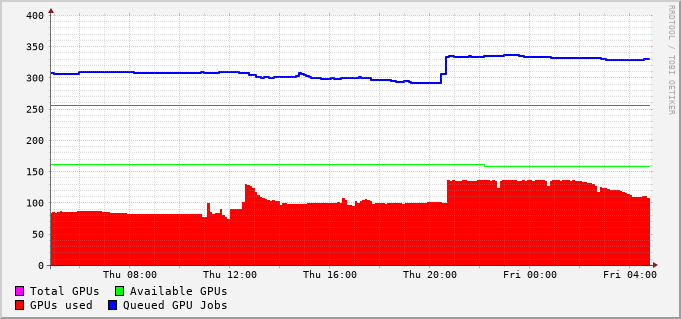 400
350
300
250
200
150
100
50
0
Thu 08:00 Thu 12:00 Thu 16:00 Thu 20:00 Fri 00:00 Fri 04:00
Total GPUs Available GPUs
GPUs used Queued GPU Jobs
RRDTOOL / TOBI OETIKER